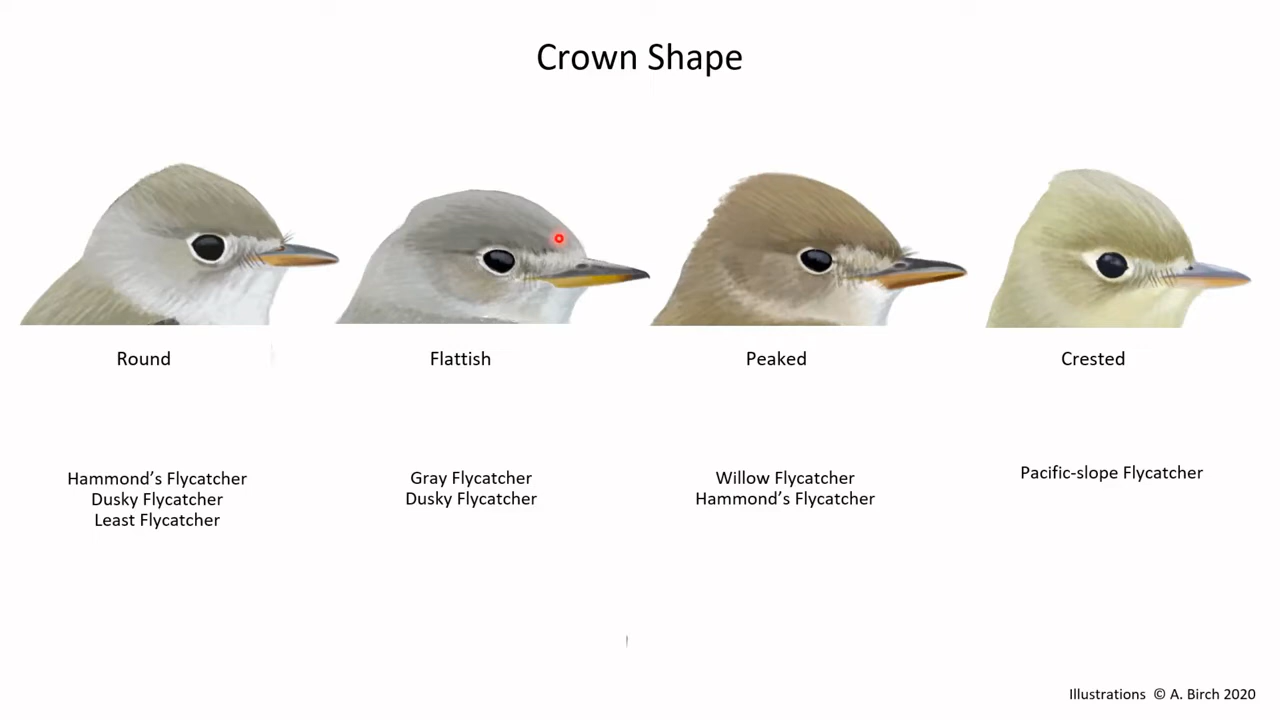 Crown Shape
Round
Flattish
Peaked
Crested
Hammond’s Flycatcher
Dusky Flycatcher
Least Flycatcher
Gray Flycatcher
Dusky Flycatcher
Willow Flycatcher
Hammond’s Flycatcher
Pacific-slope Flycatcher
Illustrations © A. Birch 2020